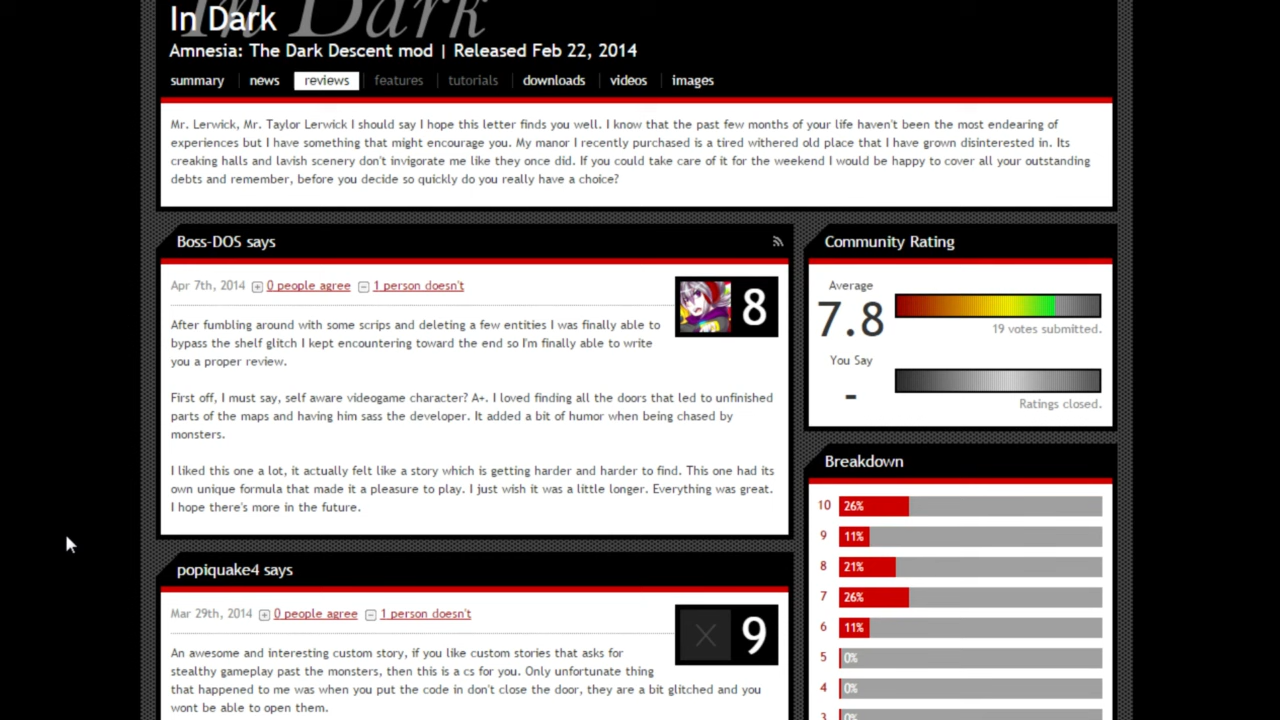 In Dark
Amnesia: The Dark Descent mod | Released Feb 22, 2014
summary news reviews features tutorials downloads videos images
Mr. Lerwick, Mr. Taylor Lerwick I should say I hope this letter finds you well. I know that the past few months of your life haven't been the most endearing of
experiences but I have something that might encourage you. My manor I recently purchased is a tired withered old place that I have grown disinterested in. Its
creaking halls and lavish scenery don't invigorate me like they once did. If you could take care of it for the weekend I would be happy to cover all your outstanding
debts and remember, before you decide so quickly do you really have a choice?
Boss-DOS says
Apr 7th, 2014 0 people agree 1 person doesn't
8
After fumbling around with some scrips and deleting a few entities I was finally able to
bypass the shelf glitch I kept encountering toward the end so I'm finally able to write
you a proper review.
First off, I must say, self aware videogame character? A+. I loved finding all the doors that led to unfinished
parts of the maps and having him sass the developer. It added a bit of humor when being chased by
monsters.
I liked this one a lot, it actually felt like a story which is getting harder and harder to find. This one had its
own unique formula that made it a pleasure to play. I just wish it was a little longer. Everything was great.
I hope there's more in the future.
popiquake4 says
Mar 29th, 2014 0 people agree 1 person doesn't
9
An awesome and interesting custom story, if you like custom stories that asks for
stealthy gameplay past the monsters, then this is a cs for you. Only unfortunate thing
that happened to me was when you put the code in don't close the door, they are a bit glitched and you
wont be able to open them.
Community Rating
Average
7.8
19 votes submitted.
You Say
-
Ratings closed.
Breakdown
10 26%
9 11%
8 21%
7 26%
6 11%
5 0%
4 0%
3 0%